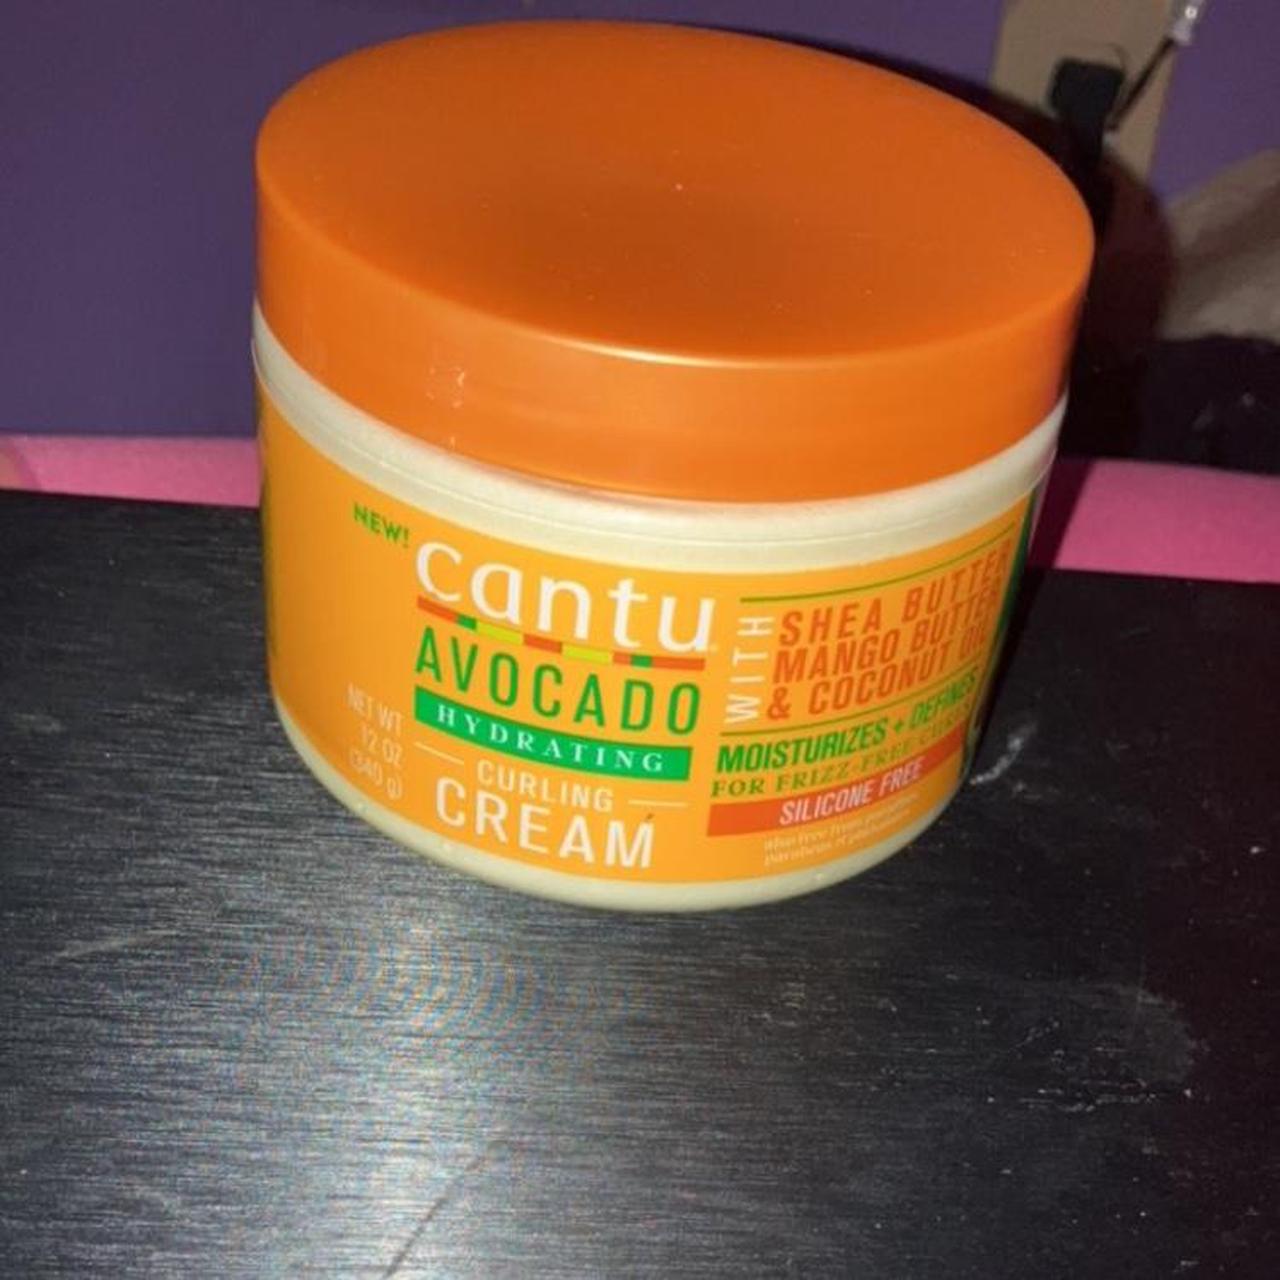 NEW!
cantu
AVOCADO
HYDRATING
CURLING
CREAM
NET WT
12 OZ
(340 g)
WITH
SHEA BUTTER
MANGO BUTTER
& COCONUT OIL
MOISTURIZES + DEFINES
FOR FRIZZ-FREE CURLS
SILICONE FREE